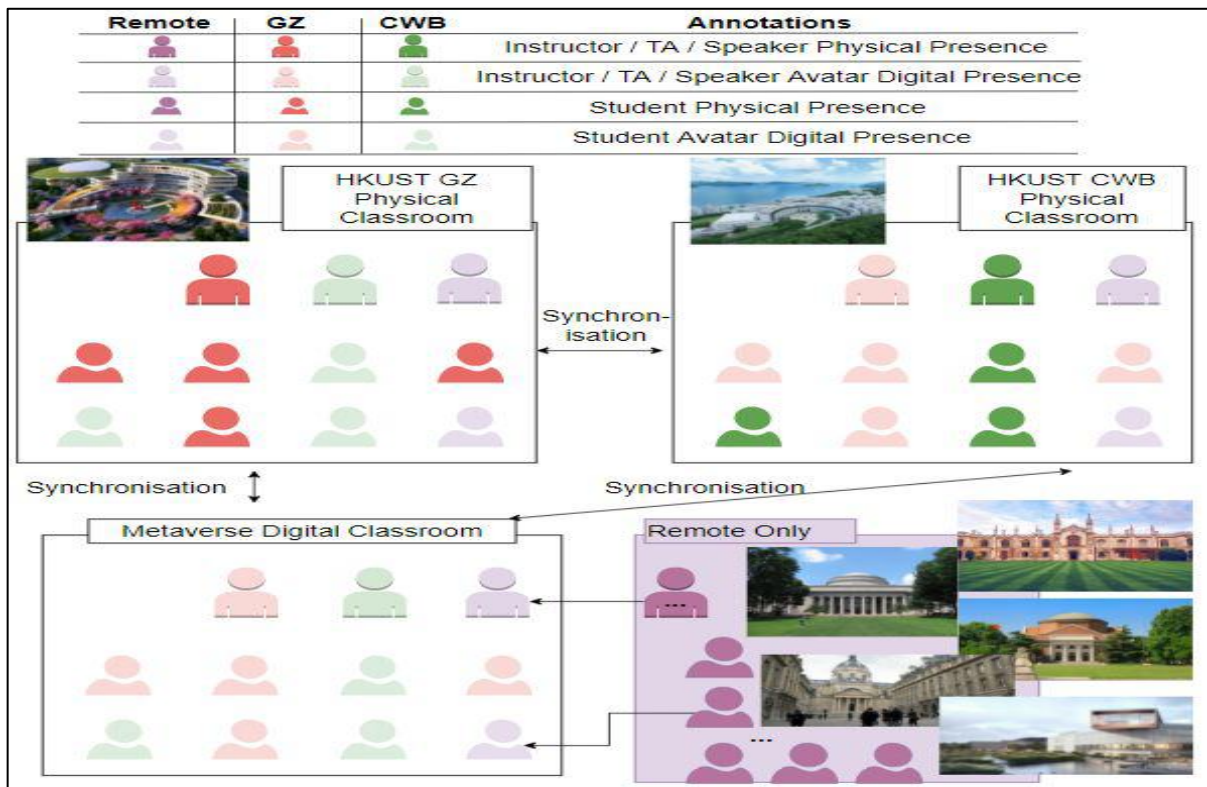 Remote GZ CWB Annotations
Instructor / TA / Speaker Physical Presence
Instructor / TA / Speaker Avatar Digital Presence
Student Physical Presence
Student Avatar Digital Presence
HKUST GZ
Physical
Classroom
HKUST CWB
Physical
Classroom
Synchron-
isation
Synchronisation
Synchronisation
Metaverse Digital Classroom
Remote Only
...
...